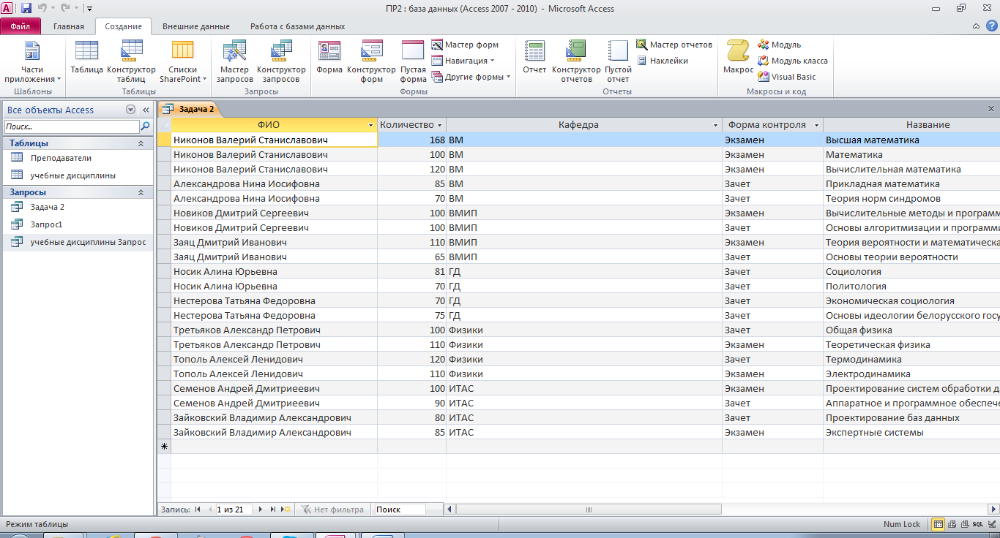 ПР2 : база данных (Access 2007 - 2010) - Microsoft Access
Файл Главная Создание Внешние данные Работа с базами данных
Части приложения
Шаблоны
Таблица
Конструктор таблиц
Списки SharePoint
Таблицы
Мастер запросов
Конструктор запросов
Запросы
Форма
Конструктор форм
Пустая форма
Мастер форм
Навигация
Другие формы
Формы
Отчет
Конструктор отчетов
Пустой отчет
Мастер отчетов
Наклейки
Отчеты
Макрос
Модуль
Модуль класса
Visual Basic
Макросы и код
Все объекты Access
Поиск...
Таблицы
Преподаватели
учебные дисциплины
Запросы
Задача 2
Запрос1
учебные дисциплины Запрос
Задача 2
ФИО Количество Кафедра Форма контроля Название
Никонов Валерий Станиславович 168 ВМ Экзамен Высшая математика
Никонов Валерий Станиславович 100 ВМ Экзамен Математика
Никонов Валерий Станиславович 120 ВМ Экзамен Вычислительная математика
Александрова Нина Иосифовна 85 ВМ Зачет Прикладная математика
Александрова Нина Иосифовна 70 ВМ Зачет Теория норм синдромов
Новиков Дмитрий Сергеевич 100 ВМИП Экзамен Вычислительные методы и программ
Новиков Дмитрий Сергеевич 100 ВМИП Зачет Основы алгоритмизации и программи
Заяц Дмитрий Иванович 110 ВМИП Экзамен Теория вероятности и математическа
Заяц Дмитрий Иванович 65 ВМИП Зачет Основы теории вероятности
Носик Алина Юрьевна 81 ГД Зачет Социология
Носик Алина Юрьевна 70 ГД Зачет Политология
Нестерова Татьяна Федоровна 70 ГД Зачет Экономическая социология
Нестерова Татьяна Федоровна 75 ГД Зачет Основы идеологии белорусского госу
Третьяков Александр Петрович 100 Физики Зачет Общая физика
Третьяков Александр Петрович 110 Физики Экзамен Теоретическая физика
Тополь Алексей Ленидович 120 Физики Зачет Термодинамика
Тополь Алексей Ленидович 110 Физики Экзамен Электродинамика
Семенов Андрей Дмитриеевич 100 ИТАС Экзамен Проектирование систем обработки да
Семенов Андрей Дмитриеевич 90 ИТАС Зачет Аппаратное и программное обеспече
Зайковский Владимир Александрович 80 ИТАС Зачет Проектирование баз данных
Зайковский Владимир Александрович 85 ИТАС Экзамен Экспертные системы
Запись: 1 из 21 Нет фильтра Поиск
Режим таблицы Num Lock SQL